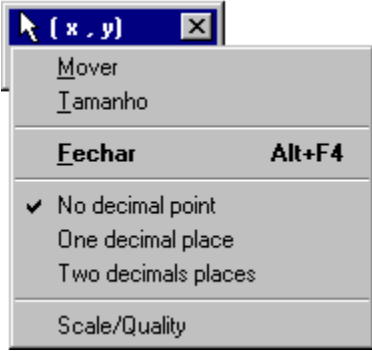 ( x , y)
Mover
Tamanho
Fechar Alt+F4
No decimal point
One decimal place
Two decimals places
Scale/Quality